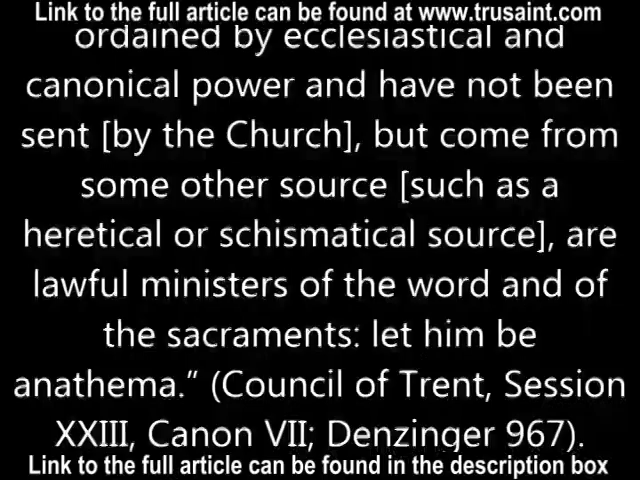 Link to the full article can be found at www.trusaint.com
ordained by ecclesiastical and
canonical power and have not been
sent [by the Church], but come from
some other source [such as a
heretical or schismatical source], are
lawful ministers of the word and of
the sacraments: let him be
anathema.” (Council of Trent, Session
XXIII, Canon VII; Denzinger 967).
Link to the full article can be found in the description box